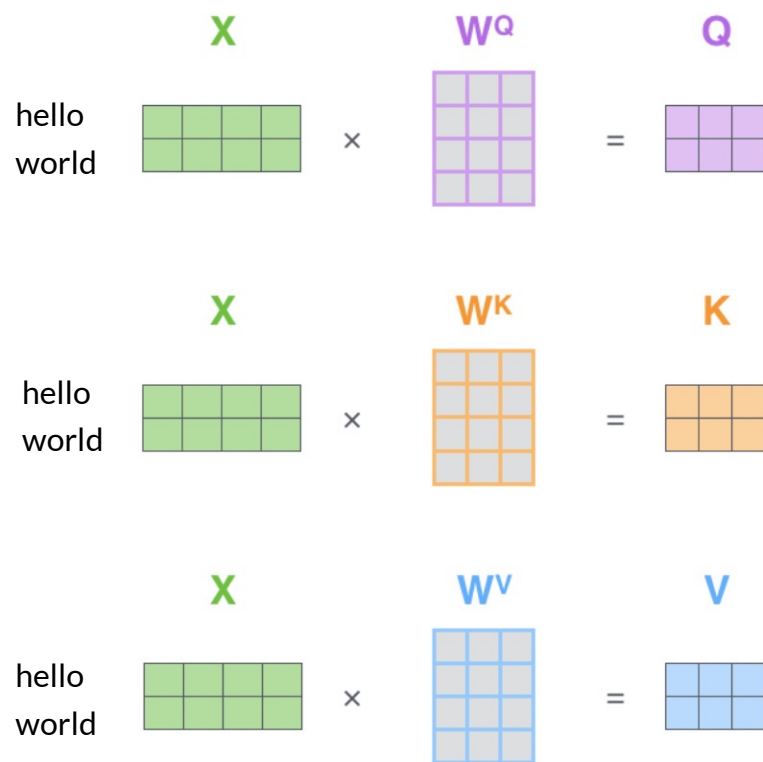 X W^Q Q
hello
world
× =
X W^K K
hello
world
× =
X W^V V
hello
world
× =